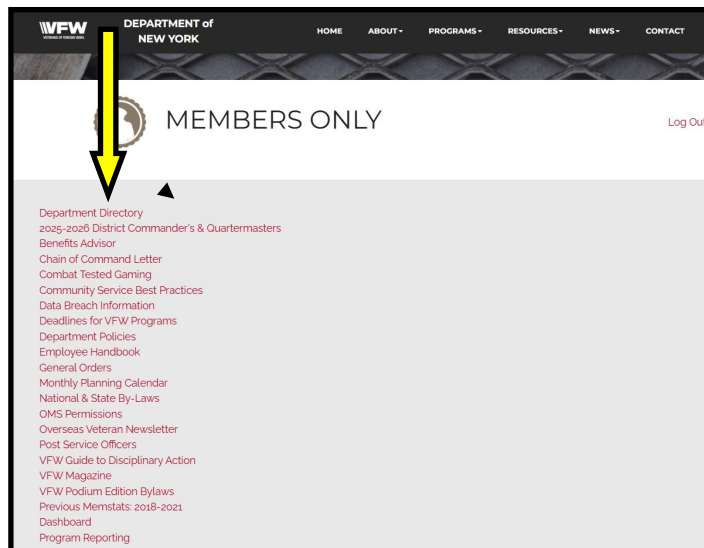 VFW
VETERANS OF FOREIGN WARS
DEPARTMENT of
NEW YORK
HOME ABOUT PROGRAMS RESOURCES NEWS CONTACT
MEMBERS ONLY
Log Out
Department Directory
2025-2026 District Commander's & Quartermasters
Benefits Advisor
Chain of Command Letter
Combat Tested Gaming
Community Service Best Practices
Data Breach Information
Deadlines for VFW Programs
Department Policies
Employee Handbook
General Orders
Monthly Planning Calendar
National & State By-Laws
OMS Permissions
Overseas Veteran Newsletter
Post Service Officers
VFW Guide to Disciplinary Action
VFW Magazine
VFW Podium Edition Bylaws
Previous Memstats: 2018-2021
Dashboard
Program Reporting